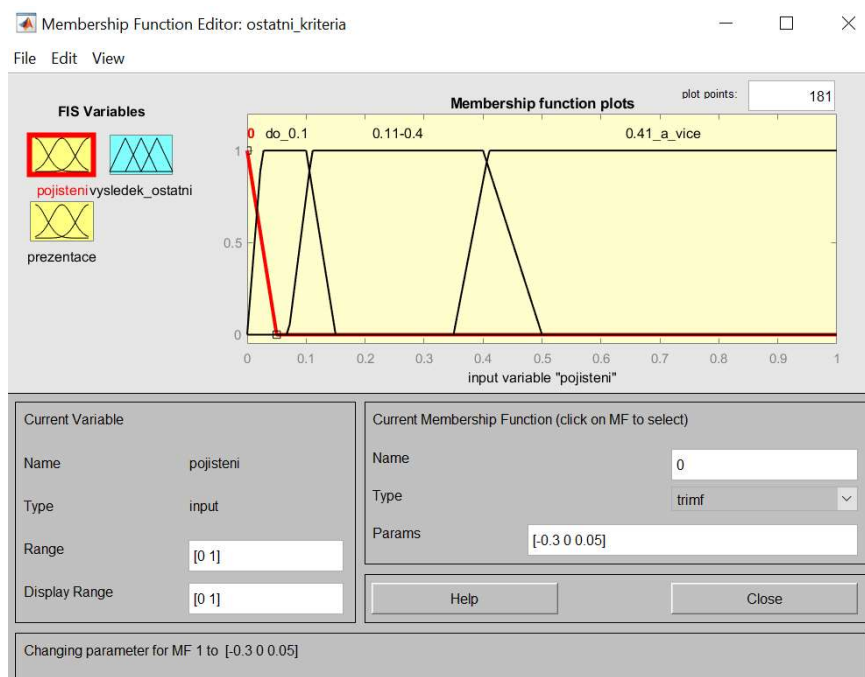 Membership Function Editor: ostatni_kriteria
File Edit View
FIS Variables
pojisteni
vysledek_ostatni
prezentace
Membership function plots
plot points:
181
0 do_0.1 0.11-0.4 0.41_a_vice
1
0.5
0
0 0.1 0.2 0.3 0.4 0.5 0.6 0.7 0.8 0.9 1
input variable "pojisteni"
Current Variable
Name pojisteni
Type input
Range [0 1]
Display Range [0 1]
Current Membership Function (click on MF to select)
Name 0
Type trimf
Params [-0.3 0 0.05]
Help
Close
Changing parameter for MF 1 to [-0.3 0 0.05]